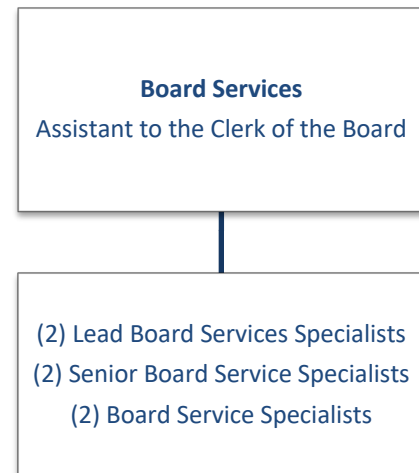 Board Services
Assistant to the Clerk of the Board
(2) Lead Board Services Specialists
(2) Senior Board Service Specialists
(2) Board Service Specialists